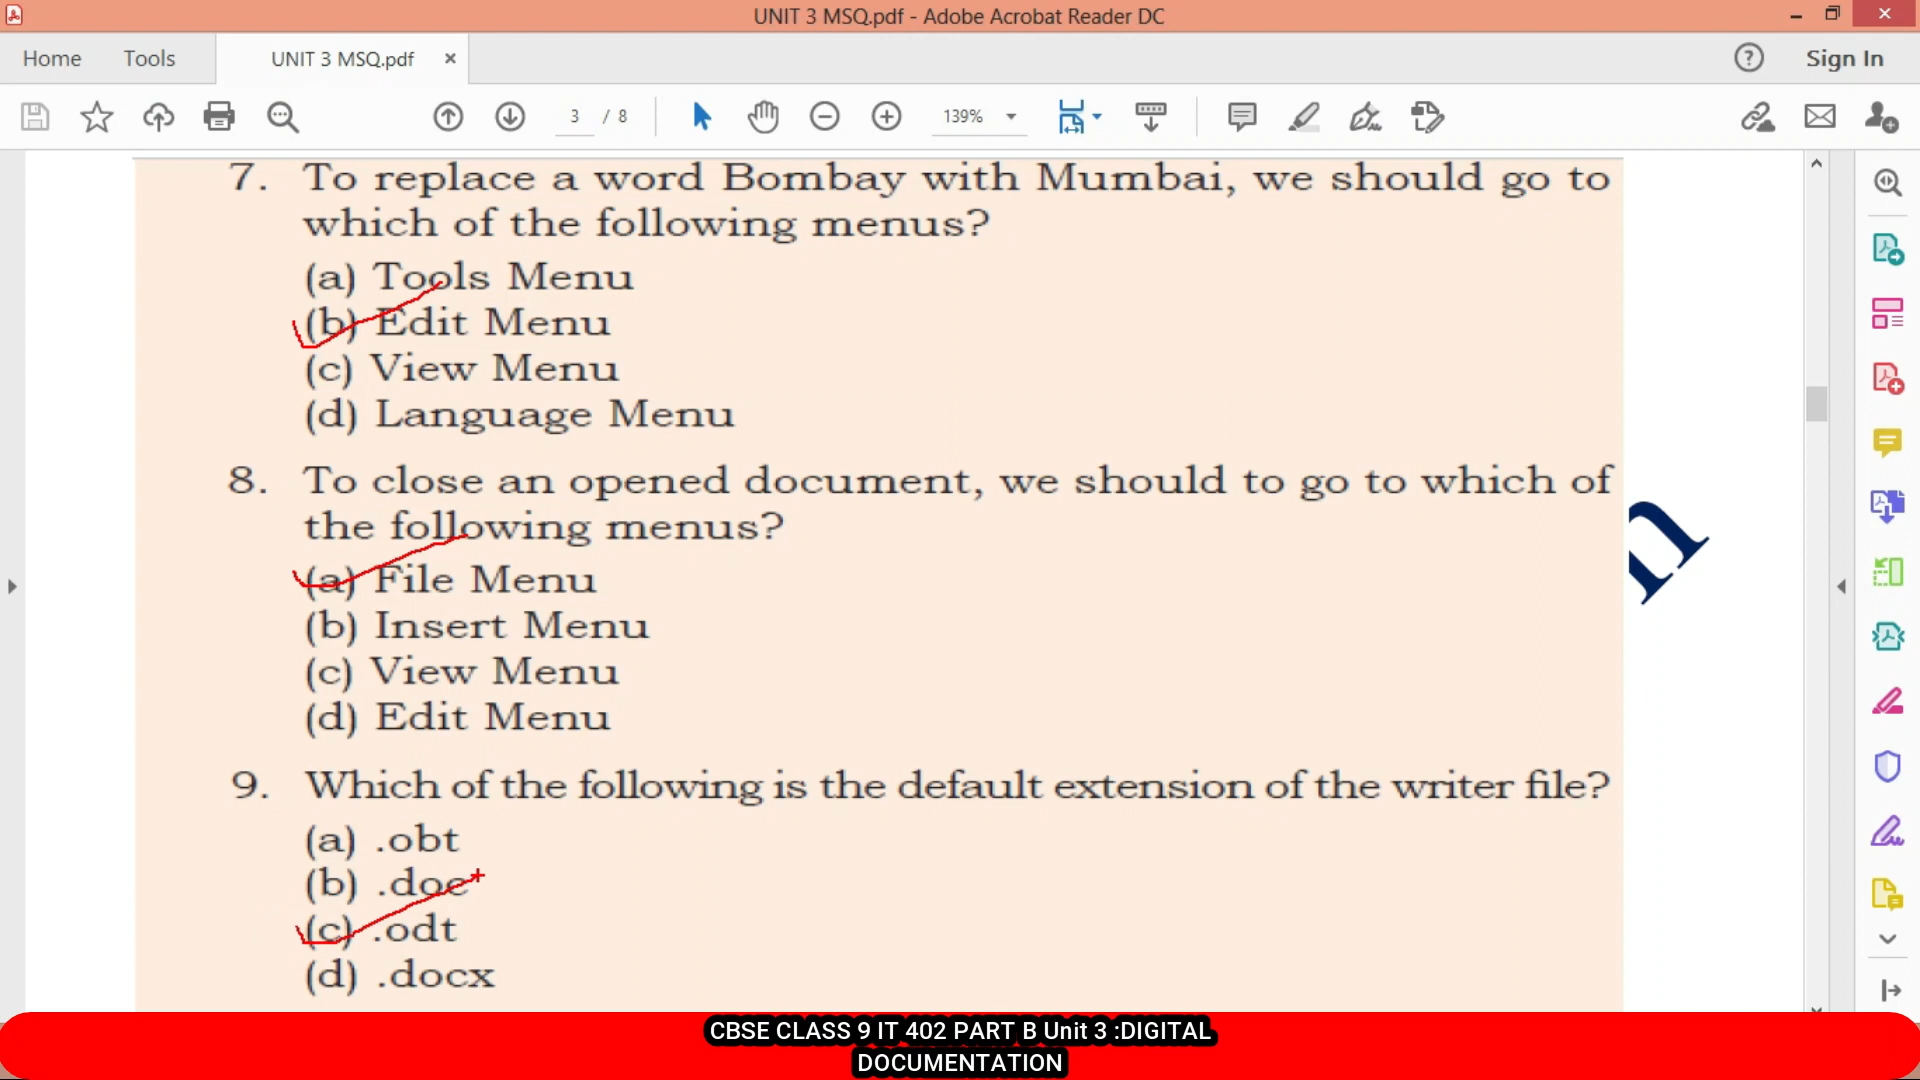 UNIT 3 MSQ.pdf - Adobe Acrobat Reader DC
Home Tools UNIT 3 MSQ.pdf × Sign In
3 / 8 139%
7. To replace a word Bombay with Mumbai, we should go to
which of the following menus?
(a) Tools Menu
(b) Edit Menu
(c) View Menu
(d) Language Menu
8. To close an opened document, we should to go to which of
the following menus?
(a) File Menu
(b) Insert Menu
(c) View Menu
(d) Edit Menu
9. Which of the following is the default extension of the writer file?
(a) .obt
(b) .doc
(c) .odt
(d) .docx
CBSE CLASS 9 IT 402 PART B Unit 3 :DIGITAL
DOCUMENTATION